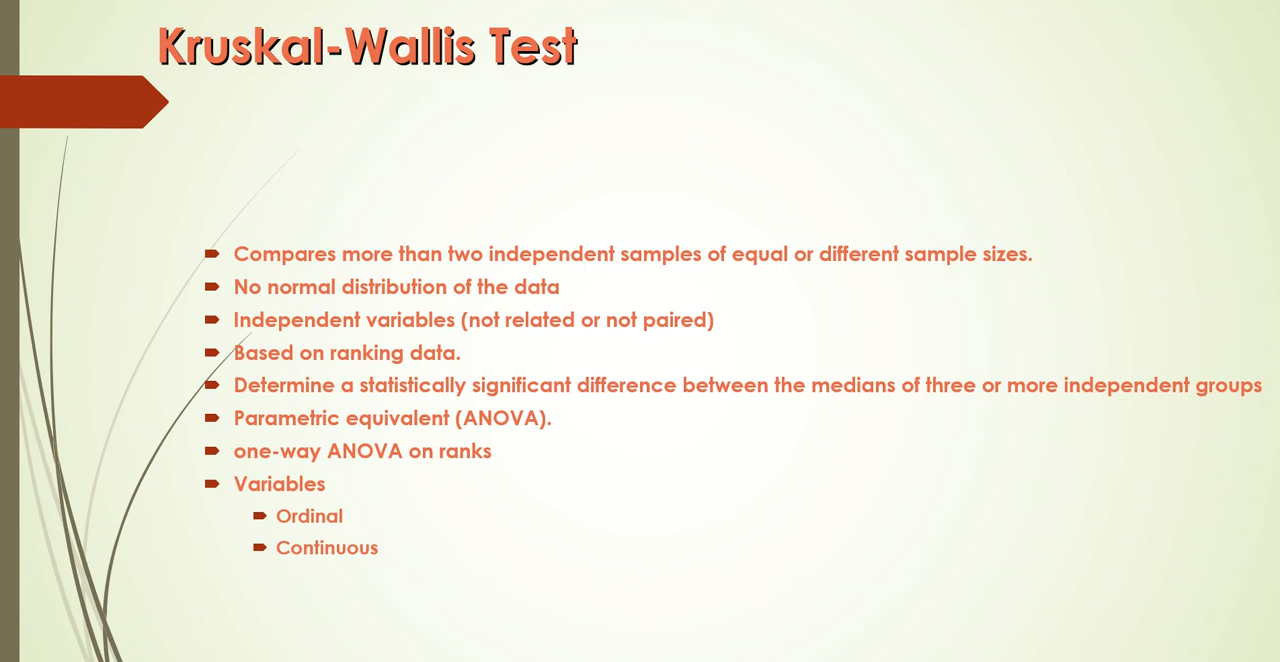 Kruskal-Wallis Test
Compares more than two independent samples of equal or different sample sizes.
No normal distribution of the data
Independent variables (not related or not paired)
Based on ranking data.
Determine a statistically significant difference between the medians of three or more independent groups
Parametric equivalent (ANOVA).
one-way ANOVA on ranks
Variables
Ordinal
Continuous